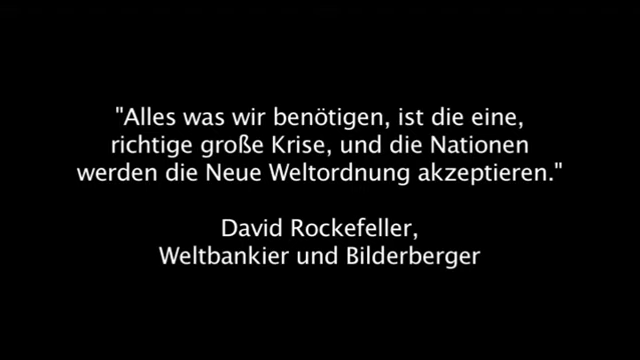 "Alles was wir benötigen, ist die eine,
richtige große Krise, und die Nationen
werden die Neue Weltordnung akzeptieren."
David Rockefeller,
Weltbankier und Bilderberger